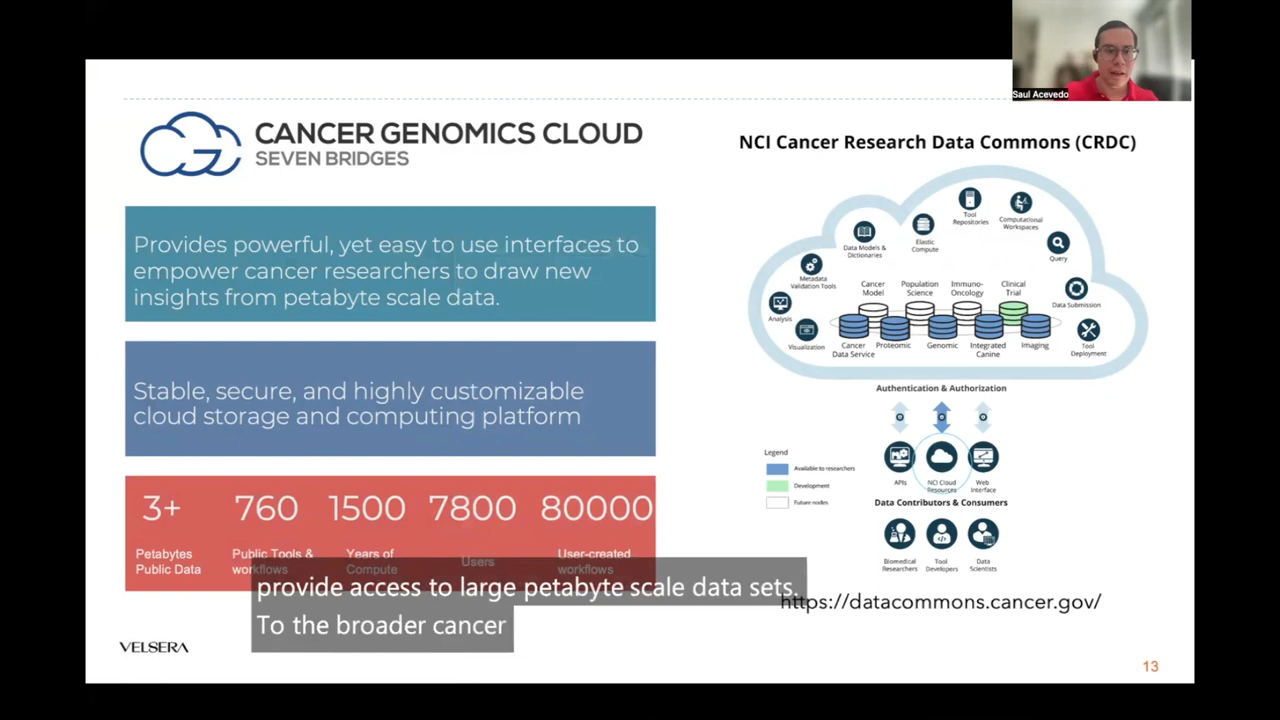 Saul Acevedo
CANCER GENOMICS CLOUD
SEVEN BRIDGES
Provides powerful, yet easy to use interfaces to
empower cancer researchers to draw new
insights from petabyte scale data.
Stable, secure, and highly customizable
cloud storage and computing platform
3+ 760 1500 7800 80000
Petabytes
Public Data
Public Tools &
workflows
Years of
Compute
Users
User-created
workflows
provide access to large petabyte scale data sets.
To the broader cancer
VELSERA
NCI Cancer Research Data Commons (CRDC)
Tool
Repositories
Computational
Workspaces
Elastic
Compute
Data Models &
Dictionaries
Query
Metadata
Validation Tools
Data Submission
Analysis
Visualization
Tool
Deployment
Cancer
Model
Population
Science
Immuno-
Oncology
Clinical
Trial
Cancer
Data Service
Proteomic
Genomic
Integrated
Canine
Imaging
Authentication & Authorization
Legend
Available to researchers
Development
Future nodes
APIs
NCI Cloud
Resources
Web
Interface
Data Contributors & Consumers
Biomedical
Researchers
Tool
Developers
Data
Scientists
https://datacommons.cancer.gov/
13